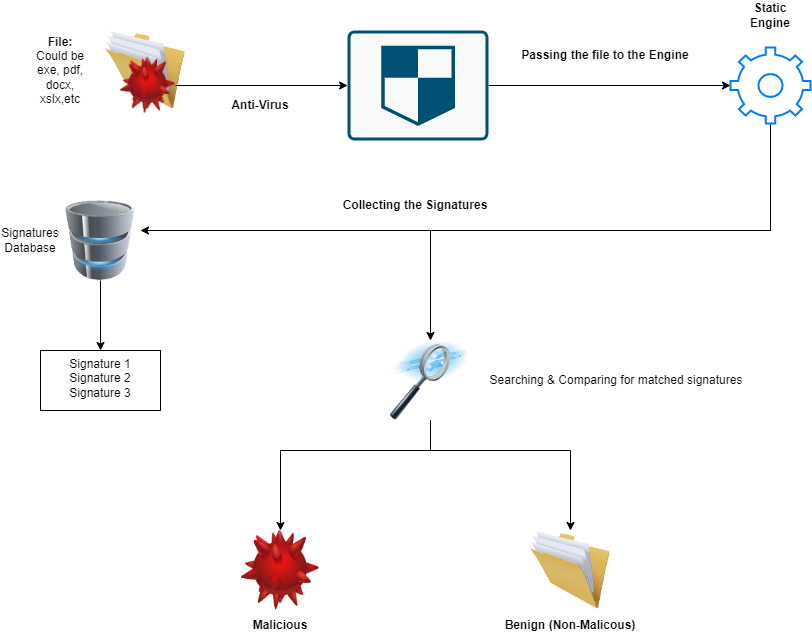 Static
Engine
File:
Could be
exe, pdf,
docx,
xslx,etc
Passing the file to the Engine
Anti-Virus
Collecting the Signatures
Signatures
Database
Signature 1
Signature 2
Signature 3
Searching & Comparing for matched signatures
Malicious
Benign (Non-Malicous)